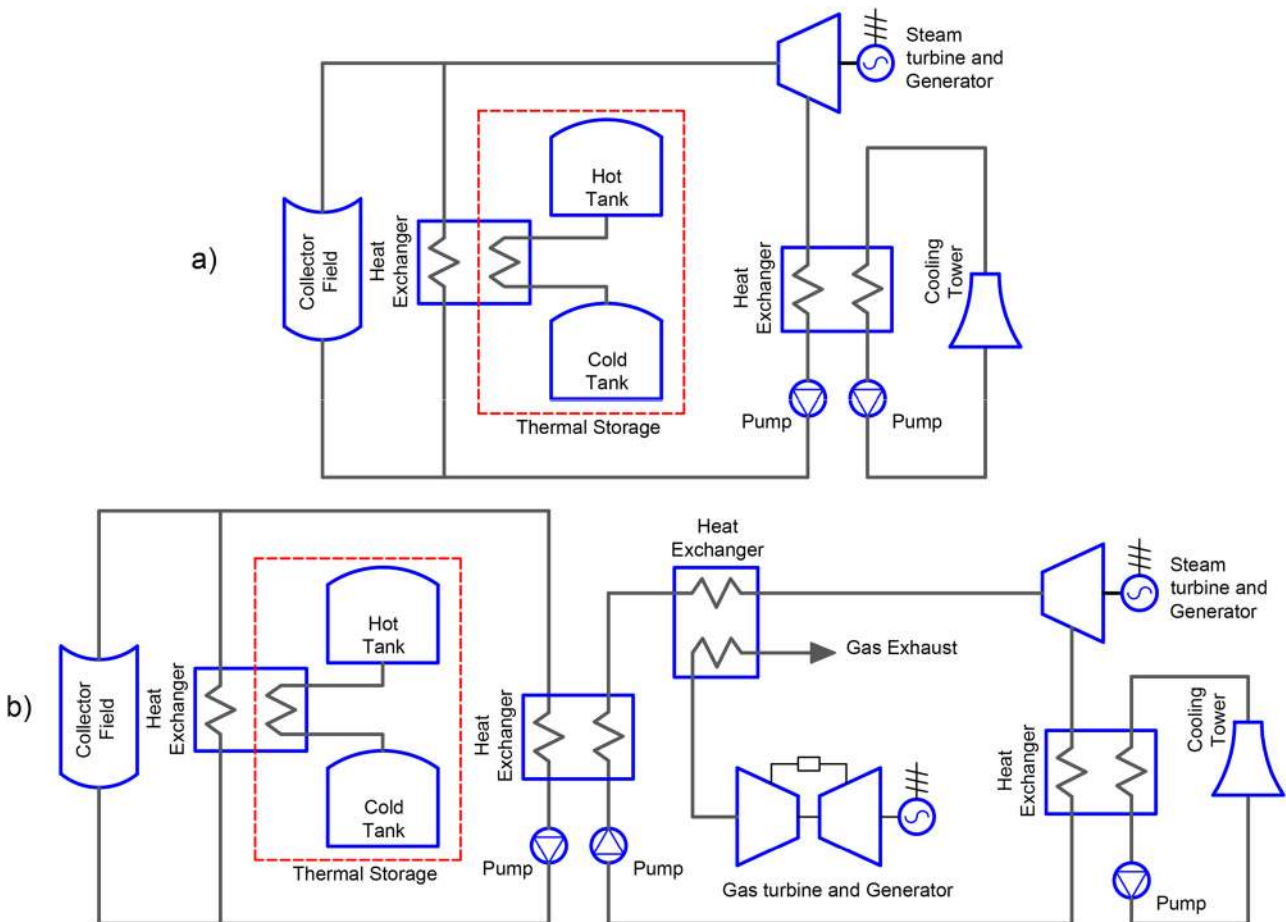 a)
Collector
Field
Heat
Exchanger
Hot
Tank
Cold
Tank
Thermal Storage
Steam
turbine and
Generator
Heat
Exchanger
Cooling
Tower
Pump
Pump
b)
Collector
Field
Heat
Exchanger
Hot
Tank
Cold
Tank
Thermal Storage
Heat
Exchanger
Pump
Pump
Heat
Exchanger
Gas Exhaust
Gas turbine and Generator
Steam
turbine and
Generator
Heat
Exchanger
Cooling
Tower
Pump